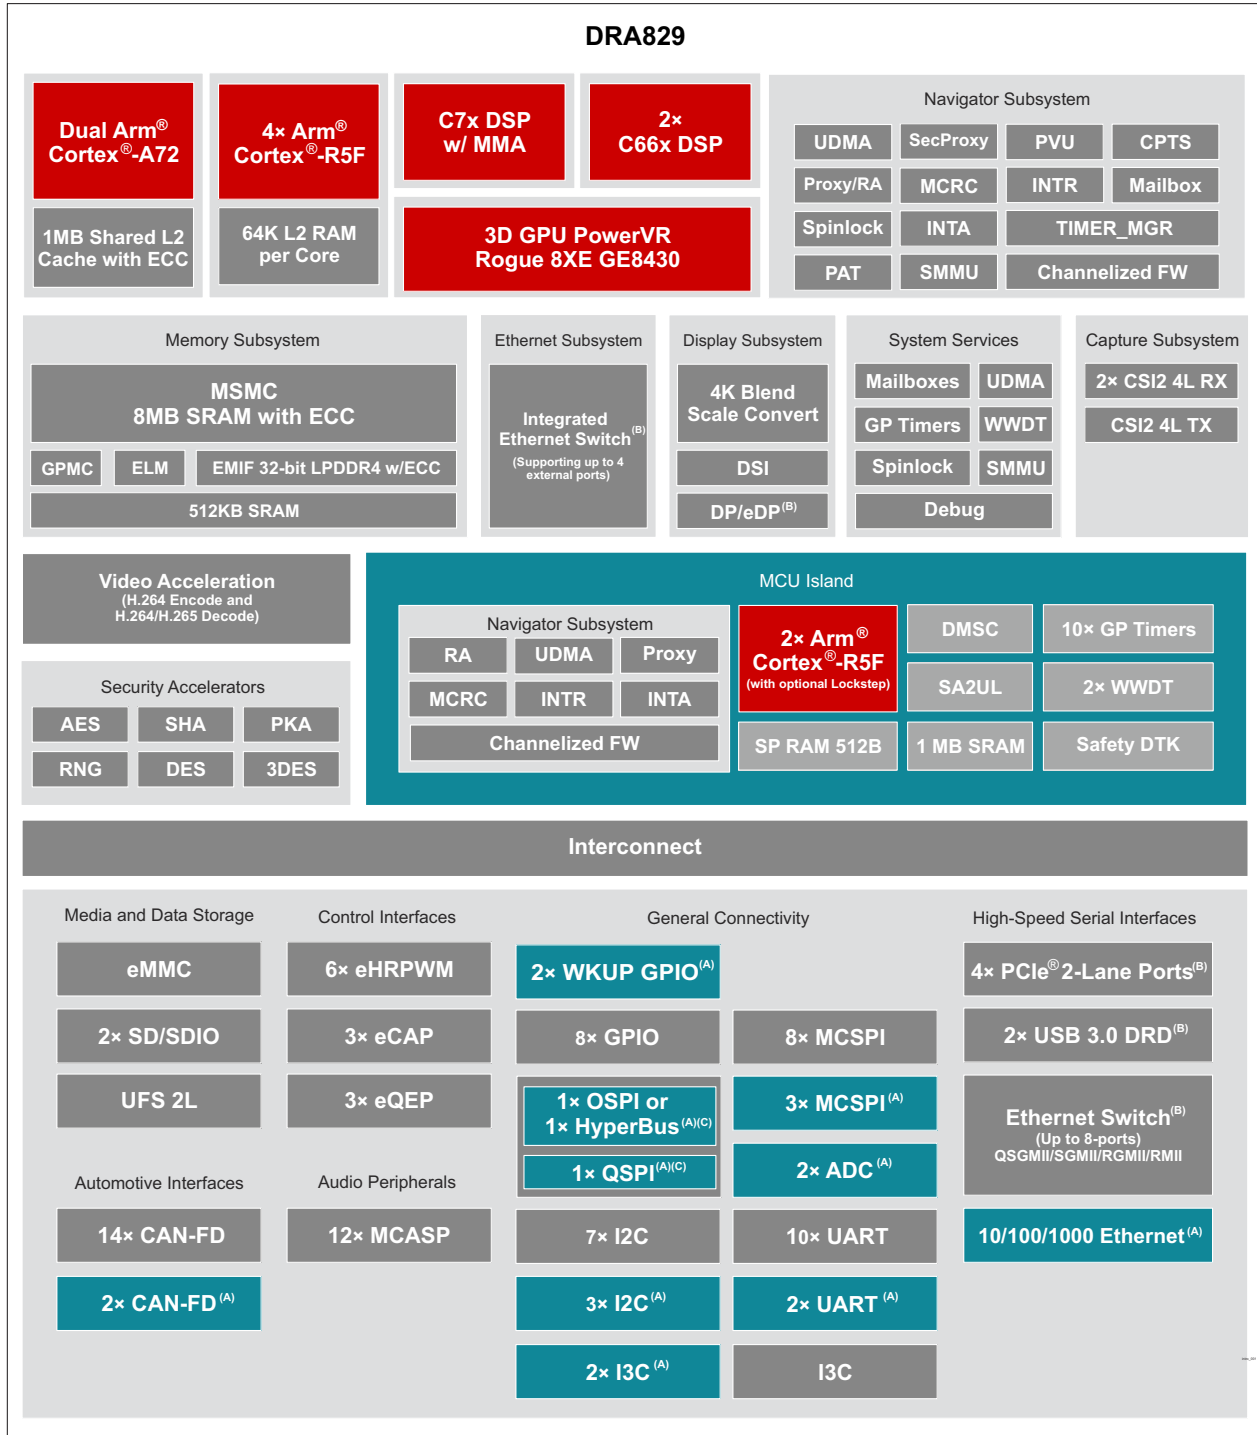 DRA829
Dual Arm®
Cortex®-A72
1MB Shared L2
Cache with ECC
4× Arm®
Cortex®-R5F
64K L2 RAM
per Core
C7x DSP
w/ MMA
2×
C66x DSP
3D GPU PowerVR
Rogue 8XE GE8430
Navigator Subsystem
UDMA
SecProxy
PVU
CPTS
Proxy/RA
MCRC
INTR
Mailbox
Spinlock
INTA
TIMER_MGR
PAT
SMMU
Channelized FW
Memory Subsystem
MSMC
8MB SRAM with ECC
GPMC
ELM
EMIF 32-bit LPDDR4 w/ECC
512KB SRAM
Ethernet Subsystem
Integrated
Ethernet Switch(B)
(Supporting up to 4
external ports)
Display Subsystem
4K Blend
Scale Convert
DSI
DP/eDP(B)
System Services
Mailboxes
UDMA
GP Timers
WWDT
Spinlock
SMMU
Debug
Capture Subsystem
2× CSI2 4L RX
CSI2 4L TX
Video Acceleration
(H.264 Encode and
H.264/H.265 Decode)
Security Accelerators
AES
SHA
PKA
RNG
DES
3DES
MCU Island
Navigator Subsystem
RA
UDMA
Proxy
MCRC
INTR
INTA
Channelized FW
2× Arm®
Cortex®-R5F
(with optional Lockstep)
DMSC
10× GP Timers
SA2UL
2× WWDT
SP RAM 512B
1 MB SRAM
Safety DTK
Interconnect
Media and Data Storage
eMMC
2× SD/SDIO
UFS 2L
Control Interfaces
6× eHRPWM
3× eCAP
3× eQEP
Automotive Interfaces
14× CAN-FD
2× CAN-FD(A)
Audio Peripherals
12× MCASP
General Connectivity
2× WKUP GPIO(A)
8× GPIO
8× MCSPI
1× OSPI or
1× HyperBus(A)(C)
1× QSPI(A)(C)
3× MCSPI(A)
2× ADC(A)
7× I2C
10× UART
3× I2C(A)
2× UART(A)
2× I3C(A)
I3C
High-Speed Serial Interfaces
4× PCIe® 2-Lane Ports(B)
2× USB 3.0 DRD(B)
Ethernet Switch(B)
(Up to 8-ports)
QSGMII/SGMII/RGMII/RMII
10/100/1000 Ethernet(A)